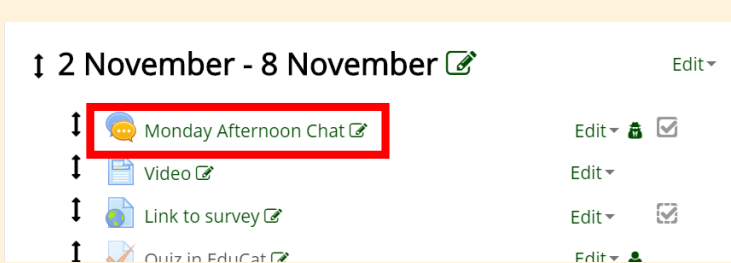 2 November - 8 November Edit
Monday Afternoon Chat Edit
Video Edit
Link to survey Edit
Quiz in EduCat Edit